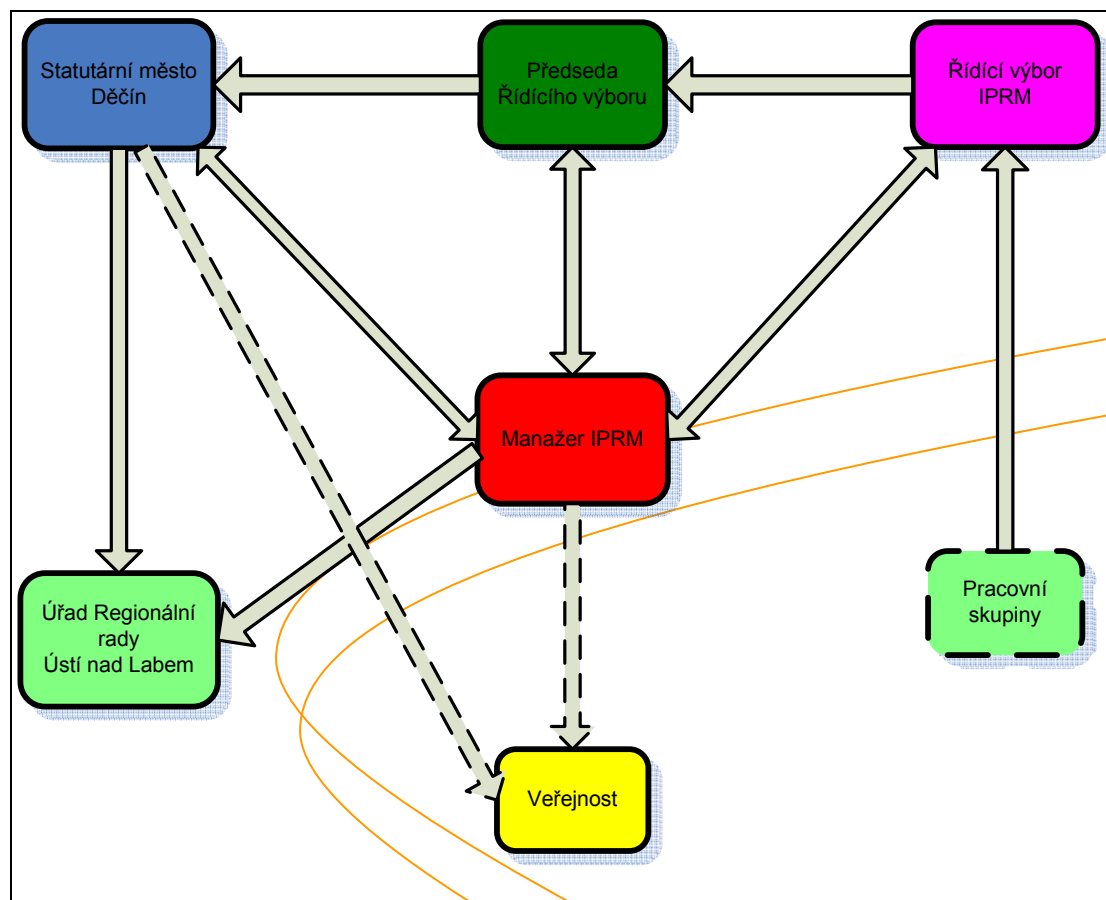 Statutární město
Děčín
Předseda
Řídícího výboru
Řídící výbor
IPRM
Manažer IPRM
Úřad Regionální
rady
Ústí nad Labem
Pracovní
skupiny
Veřejnost